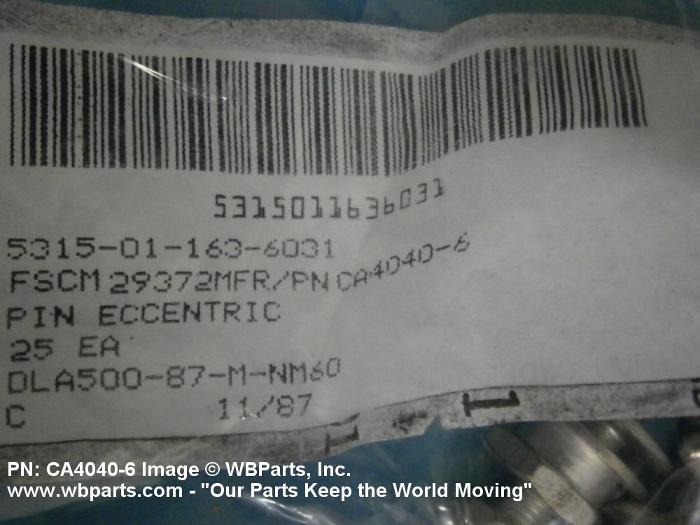 5315011636031
5315-01-163-6031
FSCM 29372MFR/PN CA4040-6
PIN ECCENTRIC
25 EA
DLA500-87-M-NM60
C 11/87
PN: CA4040-6 Image © WBParts, Inc.
www.wbparts.com - "Our Parts Keep the World Moving"